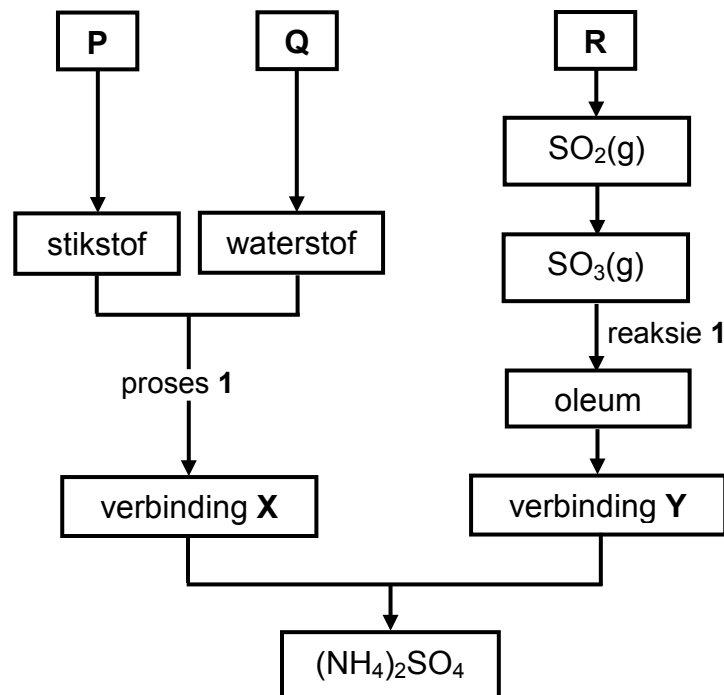 P
Q
R
SO₂(g)
stikstof
waterstof
SO₃(g)
reaksie 1
proses 1
oleum
verbinding X
verbinding Y
(NH₄)₂SO₄